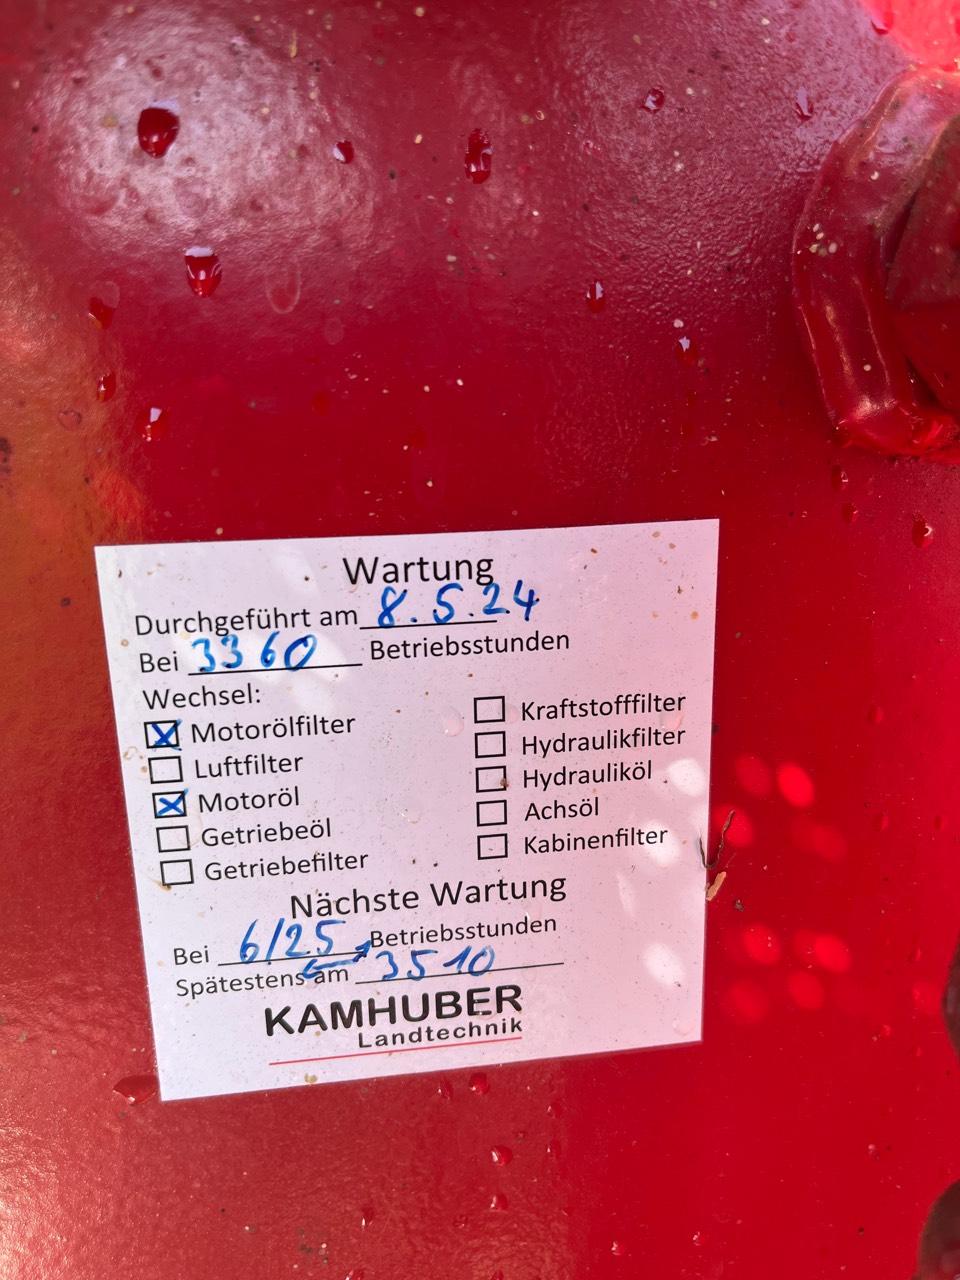 Wartung
Durchgeführt am 8.5.24
Bei 3360 Betriebsstunden
Wechsel:
Motorölfilter
Luftfilter
Motoröl
Getriebeöl
Getriebefilter
Kraftstofffilter
Hydraulikfilter
Hydrauliköl
Achsöl
Kabinenfilter
Nächste Wartung
Bei 6/25 Betriebsstunden
Spätestens am 3510
KAMHUBER
Landtechnik